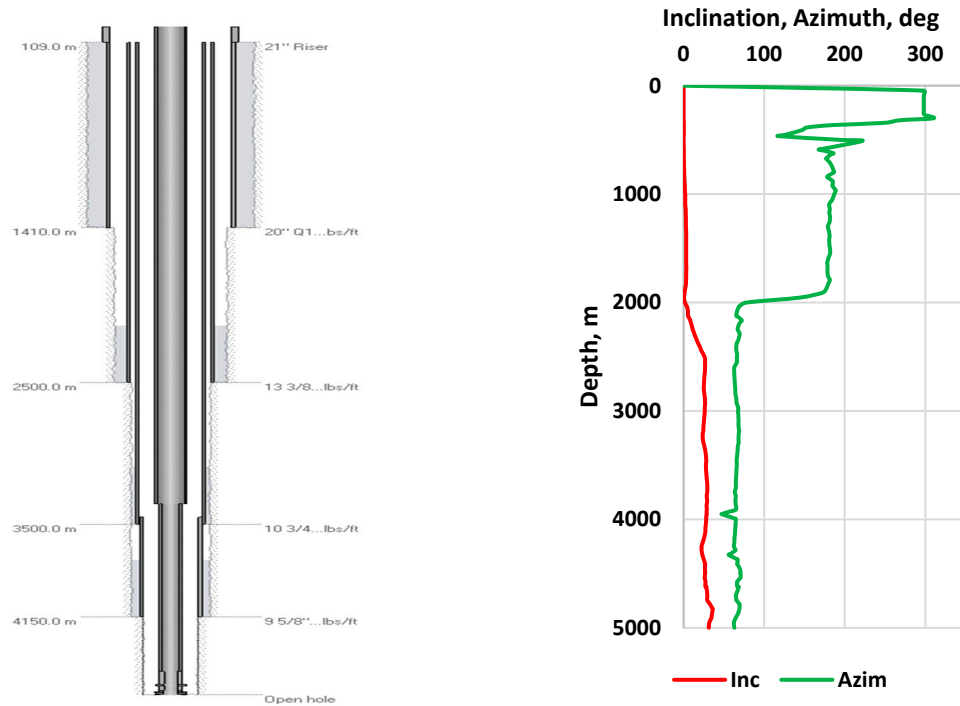 109.0 m
21'' Riser
1410.0 m
20'' Q1...bs/ft
2500.0 m
13 3/8...lbs/ft
3500.0 m
10 3/4...lbs/ft
4150.0 m
9 5/8''...lbs/ft
Open hole
Inclination, Azimuth, deg
0 100 200 300
Depth, m
0
1000
2000
3000
4000
5000
Inc Azim